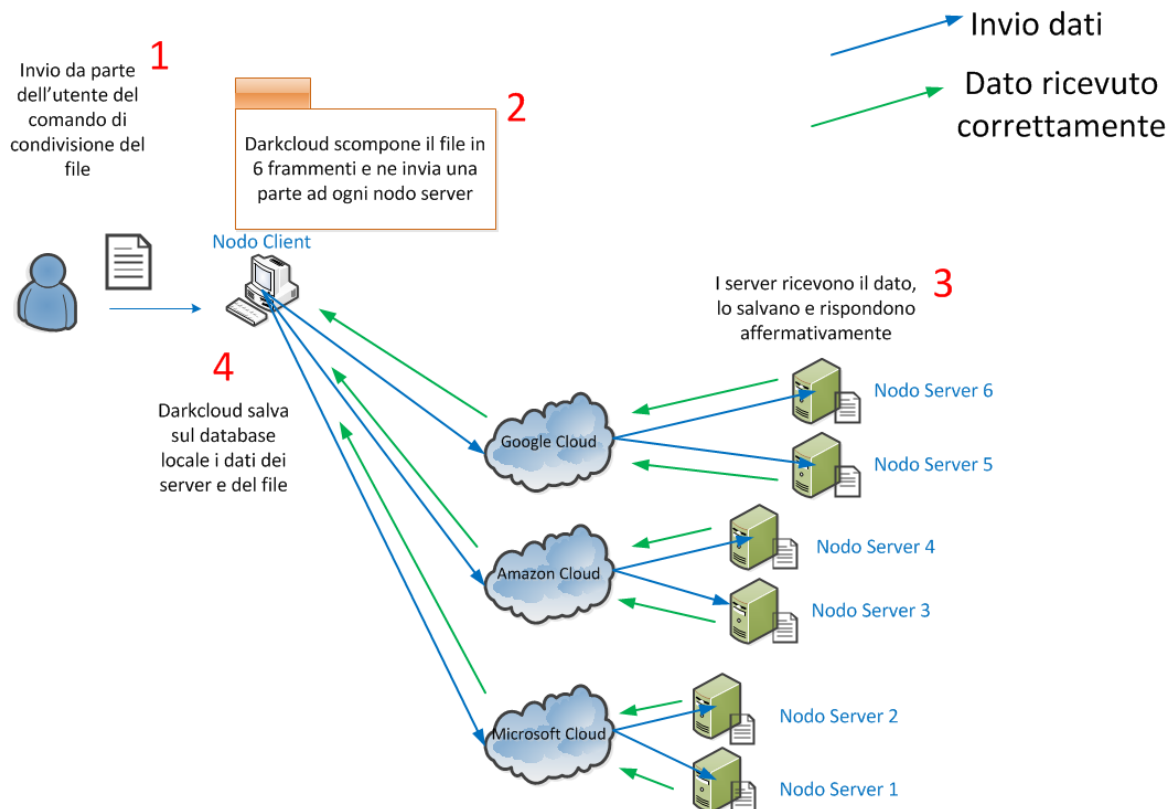 1
Invio da parte
dell'utente del
comando di
condivisione del
file
2
Darkcloud scompone il file in
6 frammenti e ne invia una
parte ad ogni nodo server
Invio dati
Dato ricevuto
correttamente
Nodo Client
3
I server ricevono il dato,
lo salvano e rispondono
affermativamente
4
Darkcloud salva
sul database
locale i dati dei
server e del file
Google Cloud
Nodo Server 6
Nodo Server 5
Amazon Cloud
Nodo Server 4
Nodo Server 3
Microsoft Cloud
Nodo Server 2
Nodo Server 1